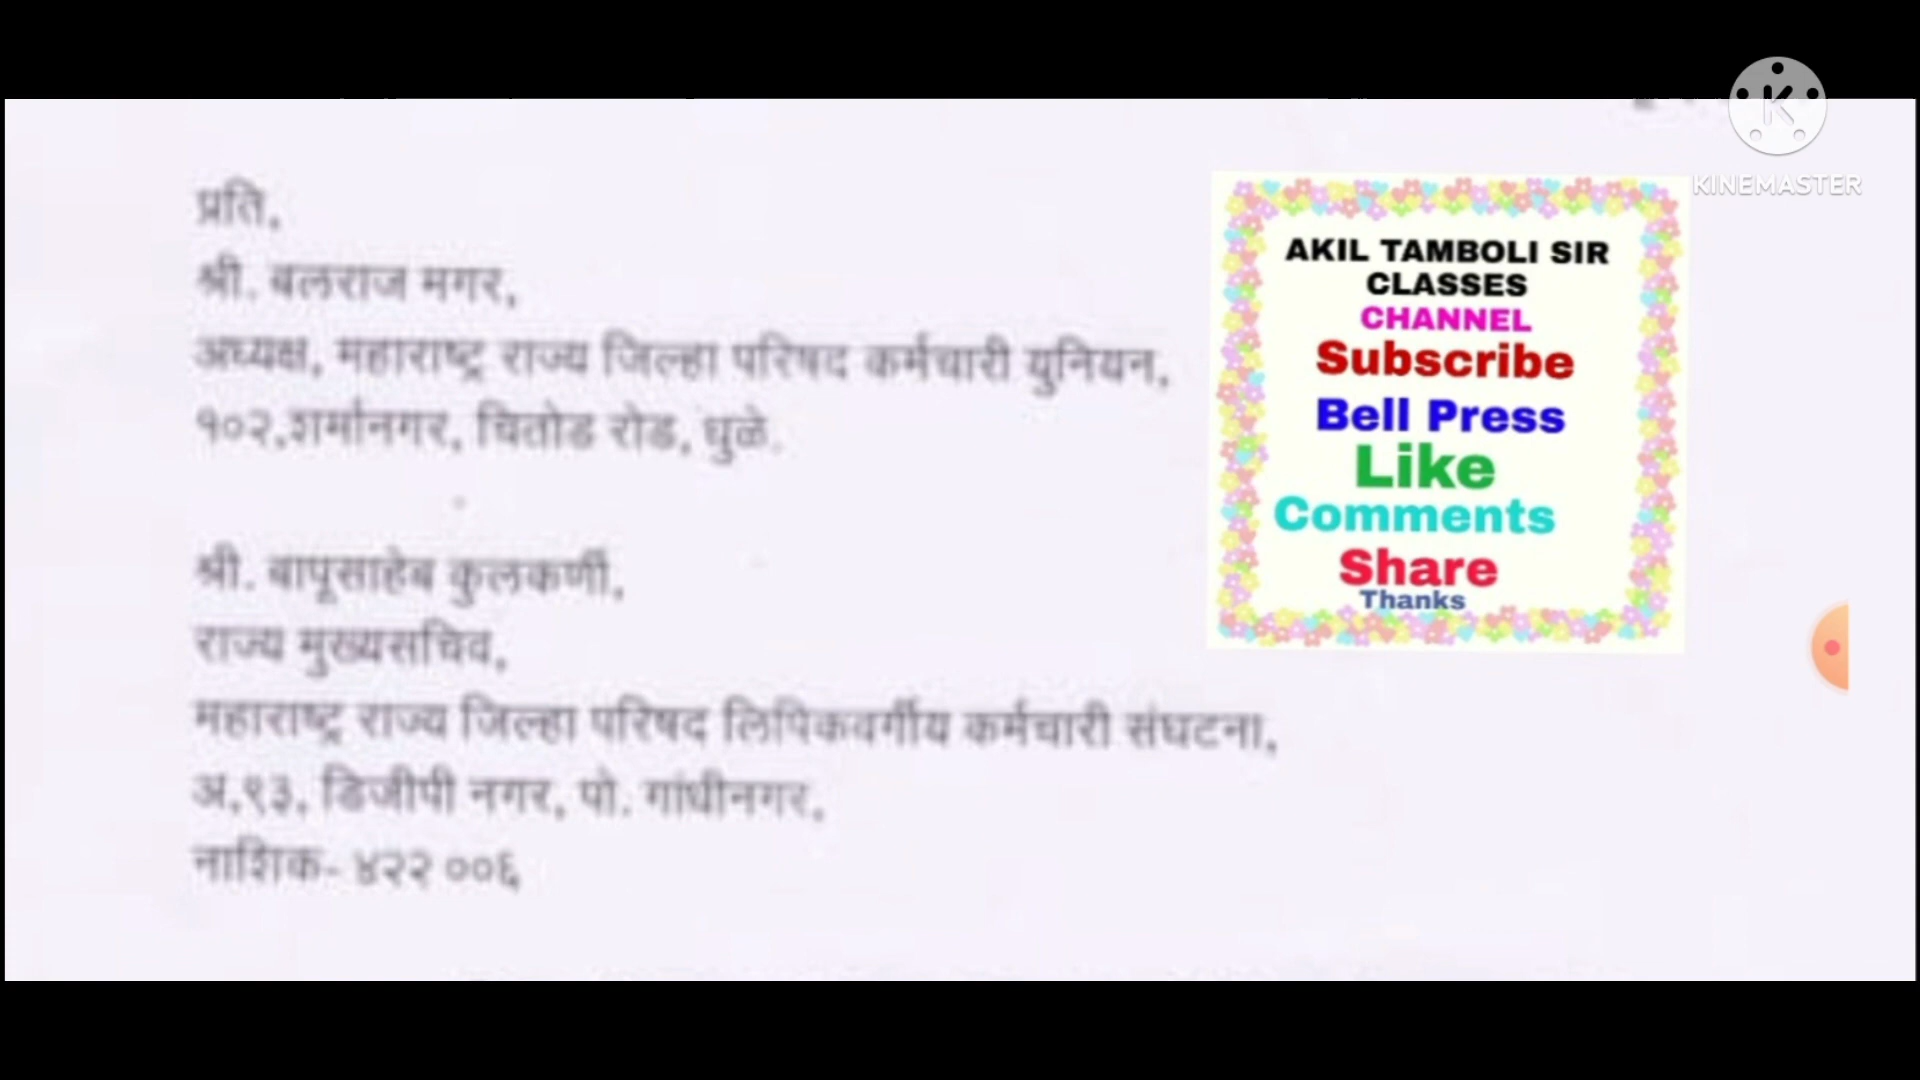 प्रति,
श्री. बलराज मगर,
अध्यक्ष, महाराष्ट्र राज्य जिल्हा परिषद कर्मचारी युनियन,
१०२,शर्मानगर, चितोड रोड, धुळे.
श्री. बापूसाहेब कुलकर्णी,
राज्य मुख्यसचिव,
महाराष्ट्र राज्य जिल्हा परिषद लिपिकवर्गीय कर्मचारी संघटना,
अ,९३, डिजीपी नगर, पो. गांधीनगर,
नाशिक- ४२२ ००६
AKIL TAMBOLI SIR
CLASSES
CHANNEL
Subscribe
Bell Press
Like
Comments
Share
Thanks
K
KINEMASTER